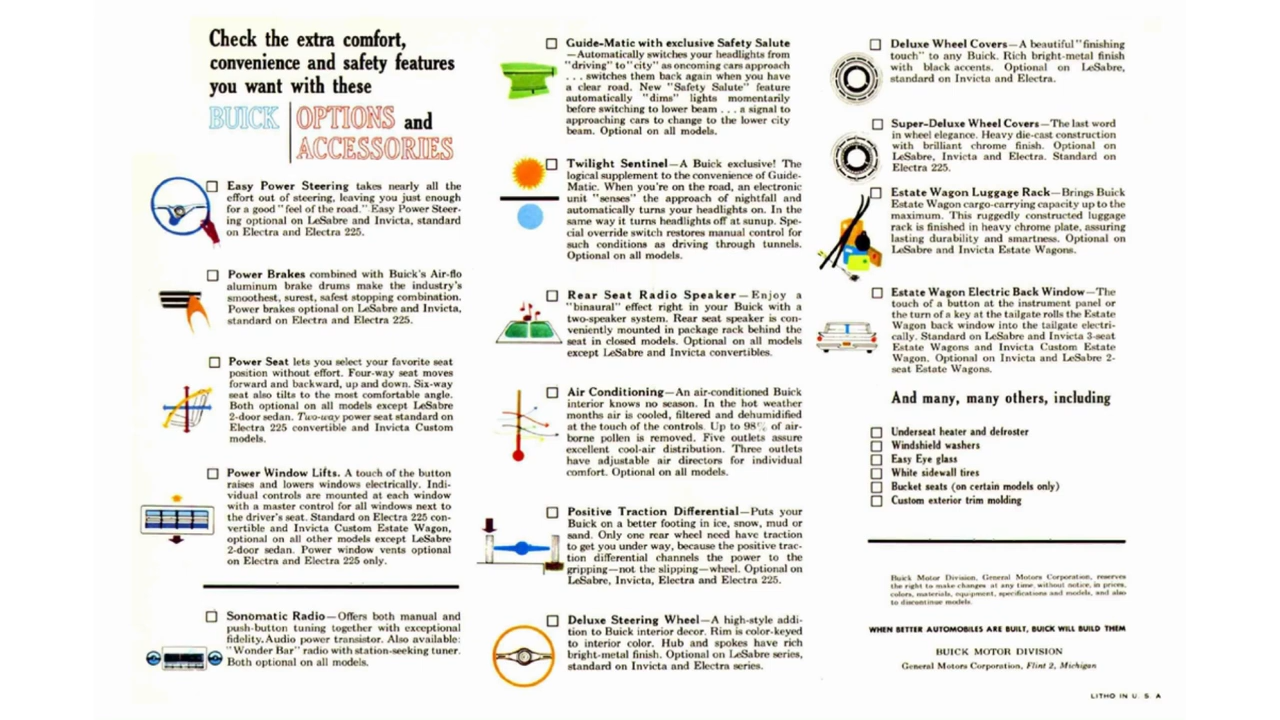 Check the extra comfort,
convenience and safety features
you want with these
BUICK OPTIONS and
ACCESSORIES
Easy Power Steering takes nearly all the
effort out of steering, leaving you just enough
for a good "feel of the road." Easy Power Steer-
ing optional on LeSabre and Invicta, standard
on Electra and Electra 225.
Power Brakes combined with Buick's Air-flo
aluminum brake drums make the industry's
smoothest, surest, safest stopping combination.
Power brakes optional on LeSabre and Invicta,
standard on Electra and Electra 225.
Power Seat lets you select your favorite seat
position without effort. Four-way seat moves
forward and backward, up and down. Six-way
seat also tilts to the most comfortable angle.
Both optional on all models except LeSabre
2-door sedan. Two-way power seat standard on
Electra 225 convertible and Invicta Custom
models.
Power Window Lifts. A touch of the button
raises and lowers windows electrically. Indi-
vidual controls are mounted at each window
with a master control for all windows next to
the driver's seat. Standard on Electra 225 con-
vertible and Invicta Custom Estate Wagon,
optional on all other models except LeSabre
2-door sedan. Power window vents optional
on Electra and Electra 225 only.
Sonomatic Radio—Offers both manual and
push-button tuning together with exceptional
fidelity. Audio power transistor. Also available:
"Wonder Bar" radio with station-seeking tuner.
Both optional on all models.
Guide-Matic with exclusive Safety Salute
—Automatically switches your headlights from
"driving" to "city" as oncoming cars approach
. . . switches them back again when you have
a clear road. New "Safety Salute" feature
automatically "dims" lights momentarily
before switching to lower beam . . . a signal to
approaching cars to change to the lower city
beam. Optional on all models.
Twilight Sentinel—A Buick exclusive! The
logical supplement to the convenience of Guide-
Matic. When you're on the road, an electronic
unit "senses" the approach of nightfall and
automatically turns your headlights on. In the
same way it turns headlights off at sunup. Spe-
cial override switch restores manual control for
such conditions as driving through tunnels.
Optional on all models.
Rear Seat Radio Speaker—Enjoy a
"binaural" effect right in your Buick with a
two-speaker system. Rear seat speaker is con-
veniently mounted in package rack behind the
seat in closed models. Optional on all models
except LeSabre and Invicta convertibles.
Air Conditioning—An air-conditioned Buick
interior knows no season. In the hot weather
months air is cooled, filtered and dehumidified
at the touch of the controls. Up to 98% of air-
borne pollen is removed. Five outlets assure
excellent cool-air distribution. Three outlets
have adjustable air directors for individual
comfort. Optional on all models.
Positive Traction Differential—Puts your
Buick on a better footing in ice, snow, mud or
sand. Only one rear wheel need have traction
to get you under way, because the positive trac-
tion differential channels the power to the
gripping—not the slipping—wheel. Optional on
LeSabre, Invicta, Electra and Electra 225.
Deluxe Steering Wheel—A high-style addi-
tion to Buick interior decor. Rim is color-keyed
to interior color. Hub and spokes have rich
bright-metal finish. Optional on LeSabre series,
standard on Invicta and Electra series.
Deluxe Wheel Covers—A beautiful "finishing
touch" to any Buick. Rich bright-metal finish
with black accents. Optional on LeSabre,
standard on Invicta and Electra.
Super-Deluxe Wheel Covers—The last word
in wheel elegance. Heavy die-cast construction
with brilliant chrome finish. Optional on
LeSabre, Invicta and Electra. Standard on
Electra 225.
Estate Wagon Luggage Rack—Brings Buick
Estate Wagon cargo-carrying capacity up to the
maximum. This ruggedly constructed luggage
rack is finished in heavy chrome plate, assuring
lasting durability and smartness. Optional on
LeSabre and Invicta Estate Wagons.
Estate Wagon Electric Back Window—The
touch of a button at the instrument panel or
the turn of a key at the tailgate rolls the Estate
Wagon back window into the tailgate electri-
cally. Standard on LeSabre and Invicta 3-seat
Estate Wagons and Invicta Custom Estate
Wagon. Optional on Invicta and LeSabre 2-
seat Estate Wagons.
And many, many others, including
Underseat heater and defroster
Windshield washers
Easy Eye glass
White sidewall tires
Bucket seats (on certain models only)
Custom exterior trim molding
Buick Motor Division, General Motors Corporation, reserves
the right to make changes at any time, without notice, in prices,
colors, materials, equipment, specifications and models, and also
to discontinue models.
WHEN BETTER AUTOMOBILES ARE BUILT, BUICK WILL BUILD THEM
BUICK MOTOR DIVISION
General Motors Corporation, Flint 2, Michigan
LITHO IN U. S. A